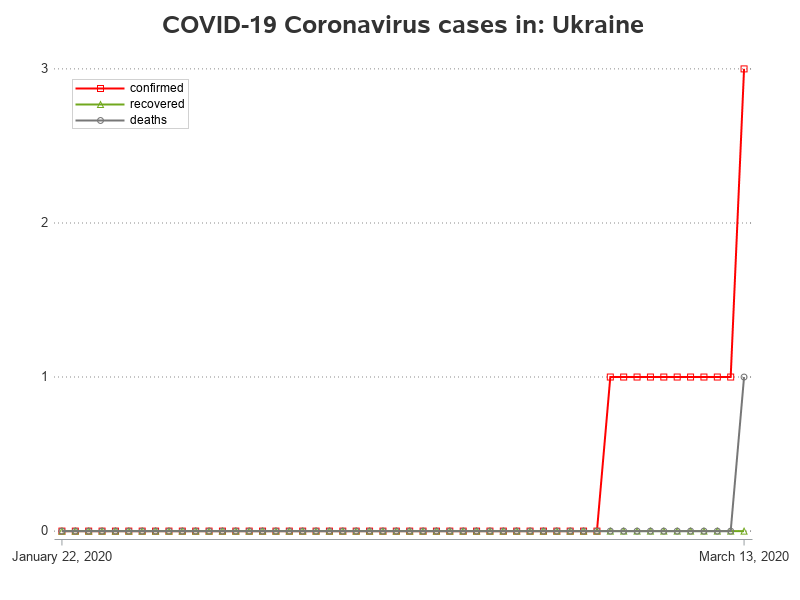 COVID-19 Coronavirus cases in: Ukraine
3
confirmed
recovered
deaths
2
1
0
January 22, 2020
March 13, 2020